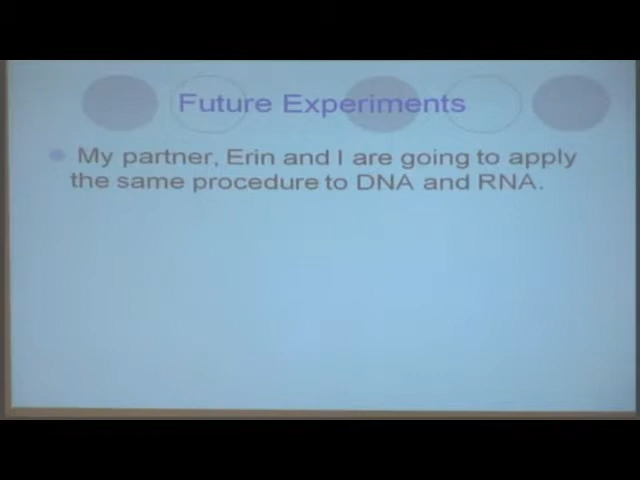 Future Experiments
My partner, Erin and I are going to apply
the same procedure to DNA and RNA.